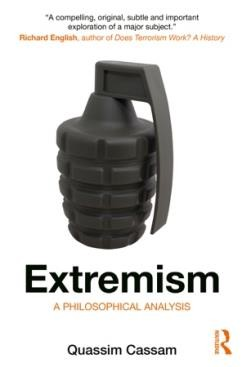 "A compelling, original, subtle and important
exploration of a major subject."
Richard English, author of Does Terrorism Work? A History
Extremism
A PHILOSOPHICAL ANALYSIS
Quassim Cassam
ROUTLEDGE